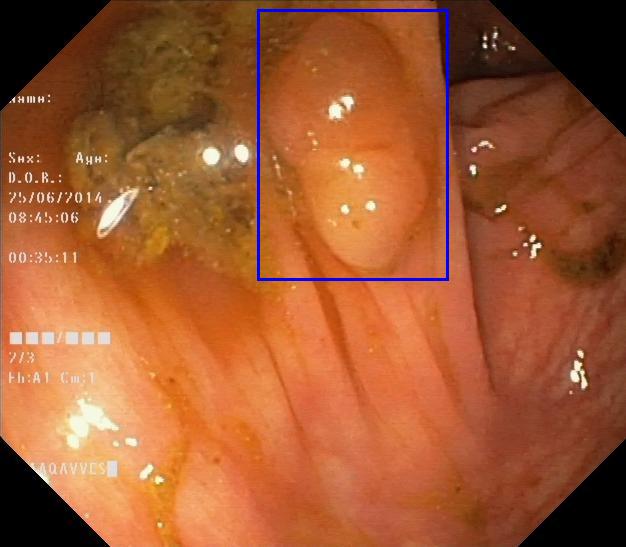 Name:
Sex: Age:
D.O.B.:
25/06/2014
08:45:06
00:35:11
■■■/■■■
2/3
Eh:A1 Cm:1